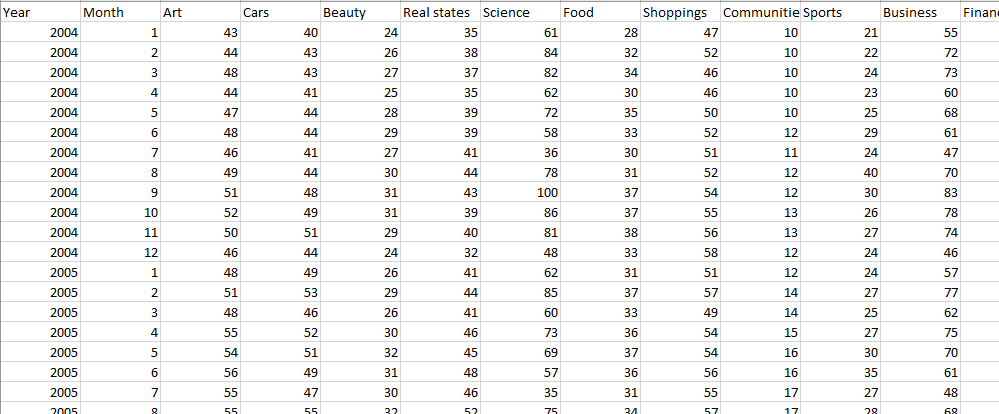 Year Month Art Cars Beauty Real states Science Food Shoppings Communitie Sports Business Financ
2004 1 43 40 24 35 61 28 47 10 21 55
2004 2 44 43 26 38 84 32 52 10 22 72
2004 3 48 43 27 37 82 34 46 10 24 73
2004 4 44 41 25 35 62 30 46 10 23 60
2004 5 47 44 28 39 72 35 50 10 25 68
2004 6 48 44 29 39 58 33 52 12 29 61
2004 7 46 41 27 41 36 30 51 11 24 47
2004 8 49 44 30 44 78 31 52 12 40 70
2004 9 51 48 31 43 100 37 54 12 30 83
2004 10 52 49 31 39 86 37 55 13 26 78
2004 11 50 51 29 40 81 38 56 13 27 74
2004 12 46 44 24 32 48 33 58 12 24 46
2005 1 48 49 26 41 62 31 51 12 24 57
2005 2 51 53 29 44 85 37 57 14 27 77
2005 3 48 46 26 41 60 33 49 14 25 62
2005 4 55 52 30 46 73 36 54 15 27 75
2005 5 54 51 32 45 69 37 54 16 30 70
2005 6 56 49 31 48 57 36 56 16 35 61
2005 7 55 47 30 46 35 31 55 17 27 48
2005 8 55 55 32 52 75 34 57 17 28 68